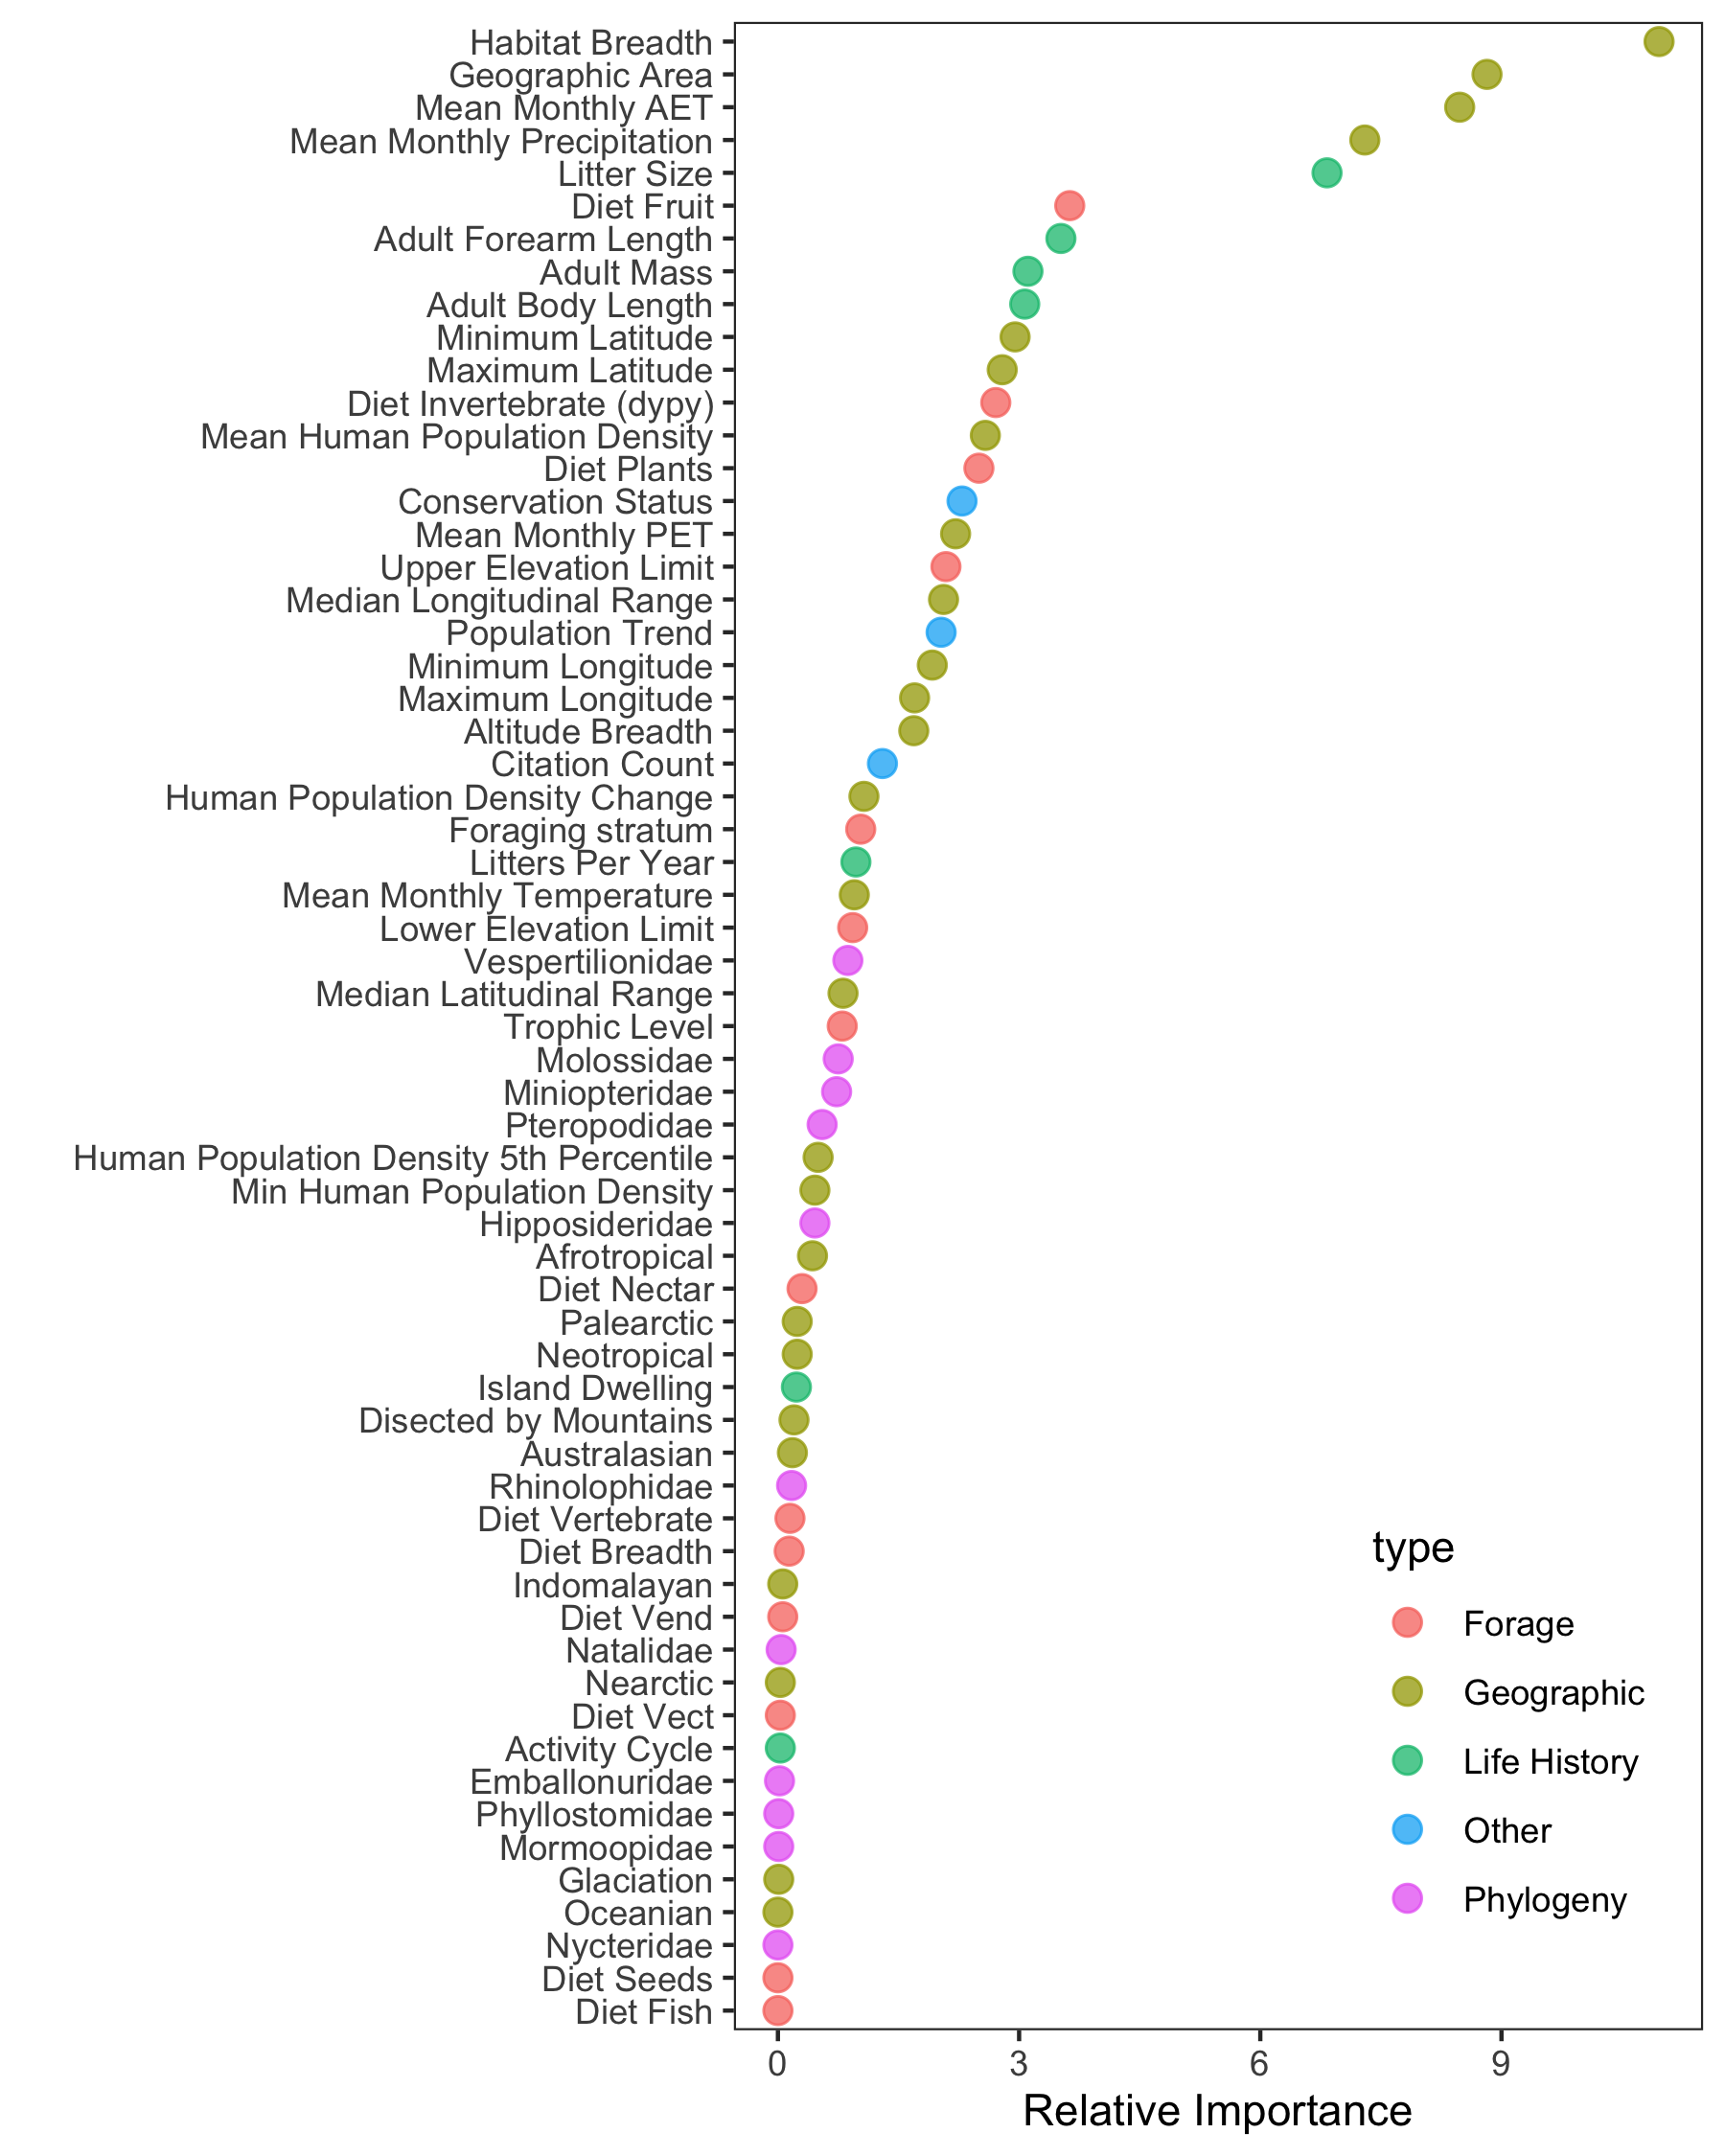 Habitat Breadth
Geographic Area
Mean Monthly AET
Mean Monthly Precipitation
Litter Size
Diet Fruit
Adult Forearm Length
Adult Mass
Adult Body Length
Minimum Latitude
Maximum Latitude
Diet Invertebrate (dypy)
Mean Human Population Density
Diet Plants
Conservation Status
Mean Monthly PET
Upper Elevation Limit
Median Longitudinal Range
Population Trend
Minimum Longitude
Maximum Longitude
Altitude Breadth
Citation Count
Human Population Density Change
Foraging stratum
Litters Per Year
Mean Monthly Temperature
Lower Elevation Limit
Vespertilionidae
Median Latitudinal Range
Trophic Level
Molossidae
Miniopteridae
Pteropodidae
Human Population Density 5th Percentile
Min Human Population Density
Hipposideridae
Afrotropical
Diet Nectar
Palearctic
Neotropical
Island Dwelling
Disected by Mountains
Australasian
Rhinolophidae
Diet Vertebrate
Diet Breadth
Indomalayan
Diet Vend
Natalidae
Nearctic
Diet Vect
Activity Cycle
Emballonuridae
Phyllostomidae
Mormoopidae
Glaciation
Oceanian
Nycteridae
Diet Seeds
Diet Fish
type
Forage
Geographic
Life History
Other
Phylogeny
0 3 6 9
Relative Importance